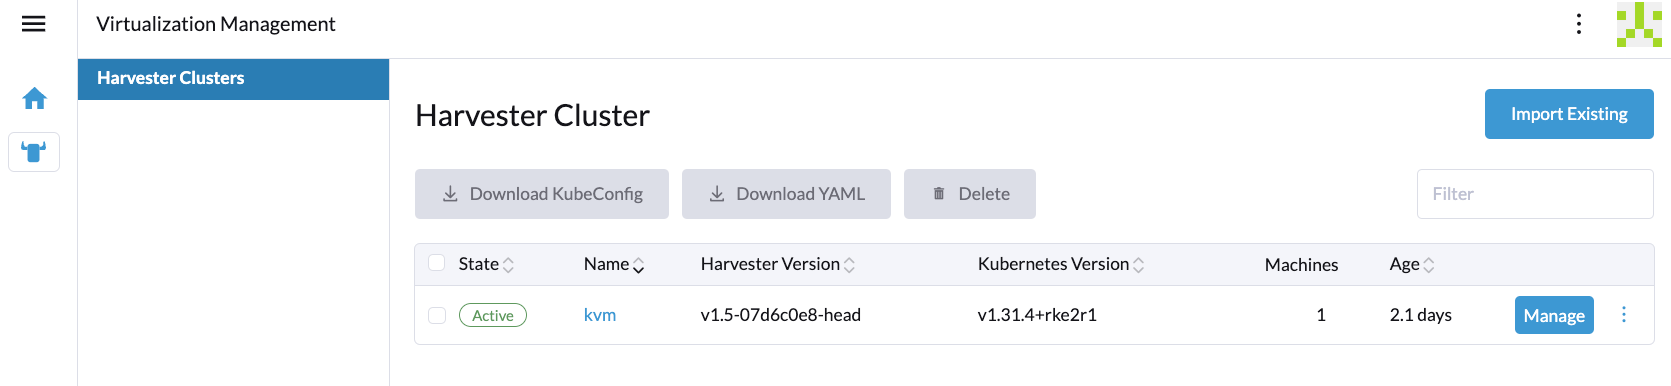 Virtualization Management
Harvester Clusters
Harvester Cluster
Import Existing
Download KubeConfig Download YAML Delete Filter
State Name Harvester Version Kubernetes Version Machines Age
Active kvm v1.5-07d6c0e8-head v1.31.4+rke2r1 1 2.1 days Manage